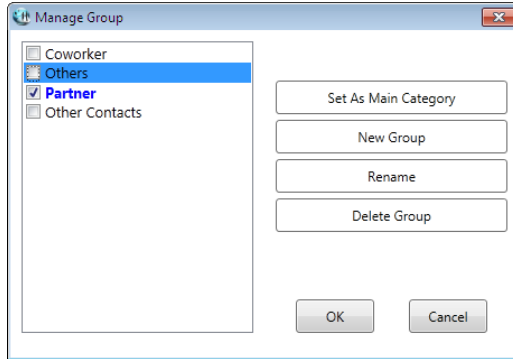 Manage Group
Coworker
Others
Partner
Other Contacts
Set As Main Category
New Group
Rename
Delete Group
OK
Cancel